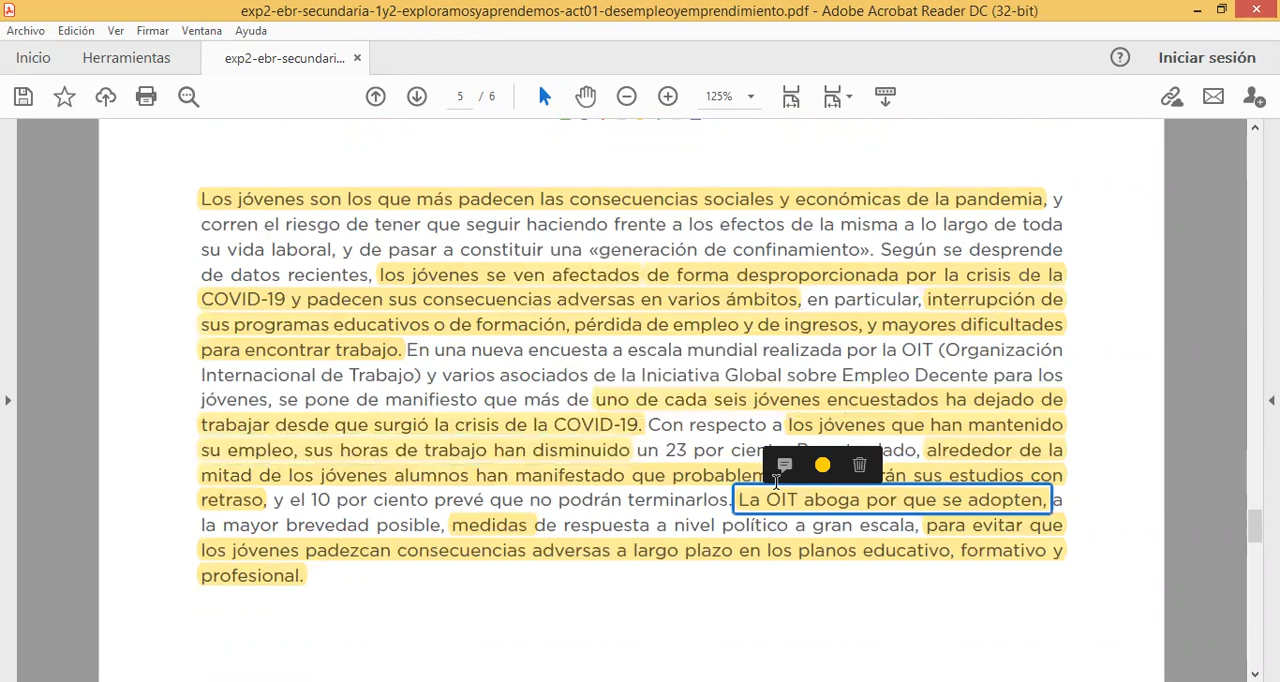 exp2-ebr-secundaria-1y2-exploramosyaprendemos-act01-desempleoyemprendimiento.pdf - Adobe Acrobat Reader DC (32-bit)
Archivo Edición Ver Firmar Ventana Ayuda
Inicio Herramientas exp2-ebr-secundari... × Iniciar sesión
5 / 6 125%
Los jóvenes son los que más padecen las consecuencias sociales y económicas de la pandemia, y
corren el riesgo de tener que seguir haciendo frente a los efectos de la misma a lo largo de toda
su vida laboral, y de pasar a constituir una «generación de confinamiento». Según se desprende
de datos recientes, los jóvenes se ven afectados de forma desproporcionada por la crisis de la
COVID-19 y padecen sus consecuencias adversas en varios ámbitos, en particular, interrupción de
sus programas educativos o de formación, pérdida de empleo y de ingresos, y mayores dificultades
para encontrar trabajo. En una nueva encuesta a escala mundial realizada por la OIT (Organización
Internacional de Trabajo) y varios asociados de la Iniciativa Global sobre Empleo Decente para los
jóvenes, se pone de manifiesto que más de uno de cada seis jóvenes encuestados ha dejado de
trabajar desde que surgió la crisis de la COVID-19. Con respecto a los jóvenes que han mantenido
su empleo, sus horas de trabajo han disminuido un 23 por alrededor de la
mitad de los jóvenes alumnos han manifestado que sus estudios con
retraso, y el 10 por ciento prevé que no podrán terminarlos. La OIT aboga por que se adopten, a
la mayor brevedad posible, medidas de respuesta a nivel político a gran escala, para evitar que
los jóvenes padezcan consecuencias adversas a largo plazo en los planos educativo, formativo y
profesional.